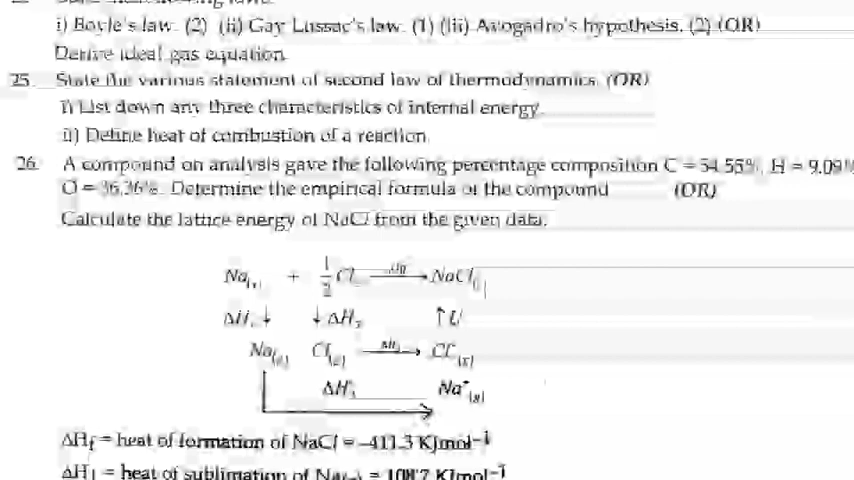 i) Boyle's law. (2) (ii) Gay Lussac's law. (1) (iii) Avogadro's hypothesis. (2) (OR)
Derive ideal gas equation
25. State the various statement of second law of thermodynamics. (OR)
i) List down any three characteristics of internal energy.
ii) Define heat of combustion of a reaction
26. A compound on analysis gave the following percentage composition C = 54.55%, H = 9.09%
O = 36.36%. Determine the empirical formula of the compound (OR)
Calculate the lattice energy of NaCl from the given data.
Na(s) + 1/2 Cl → NaCl
↓ ↓ ΔH₂ ↑ U
Na(g) Cl(g) → Cl⁻(g)
ΔH₃ Na⁺(g)
ΔHf = heat of formation of NaCl = –411.3 KJmol–1
ΔH1 = heat of sublimation of Na = 108.7 KJmol–1